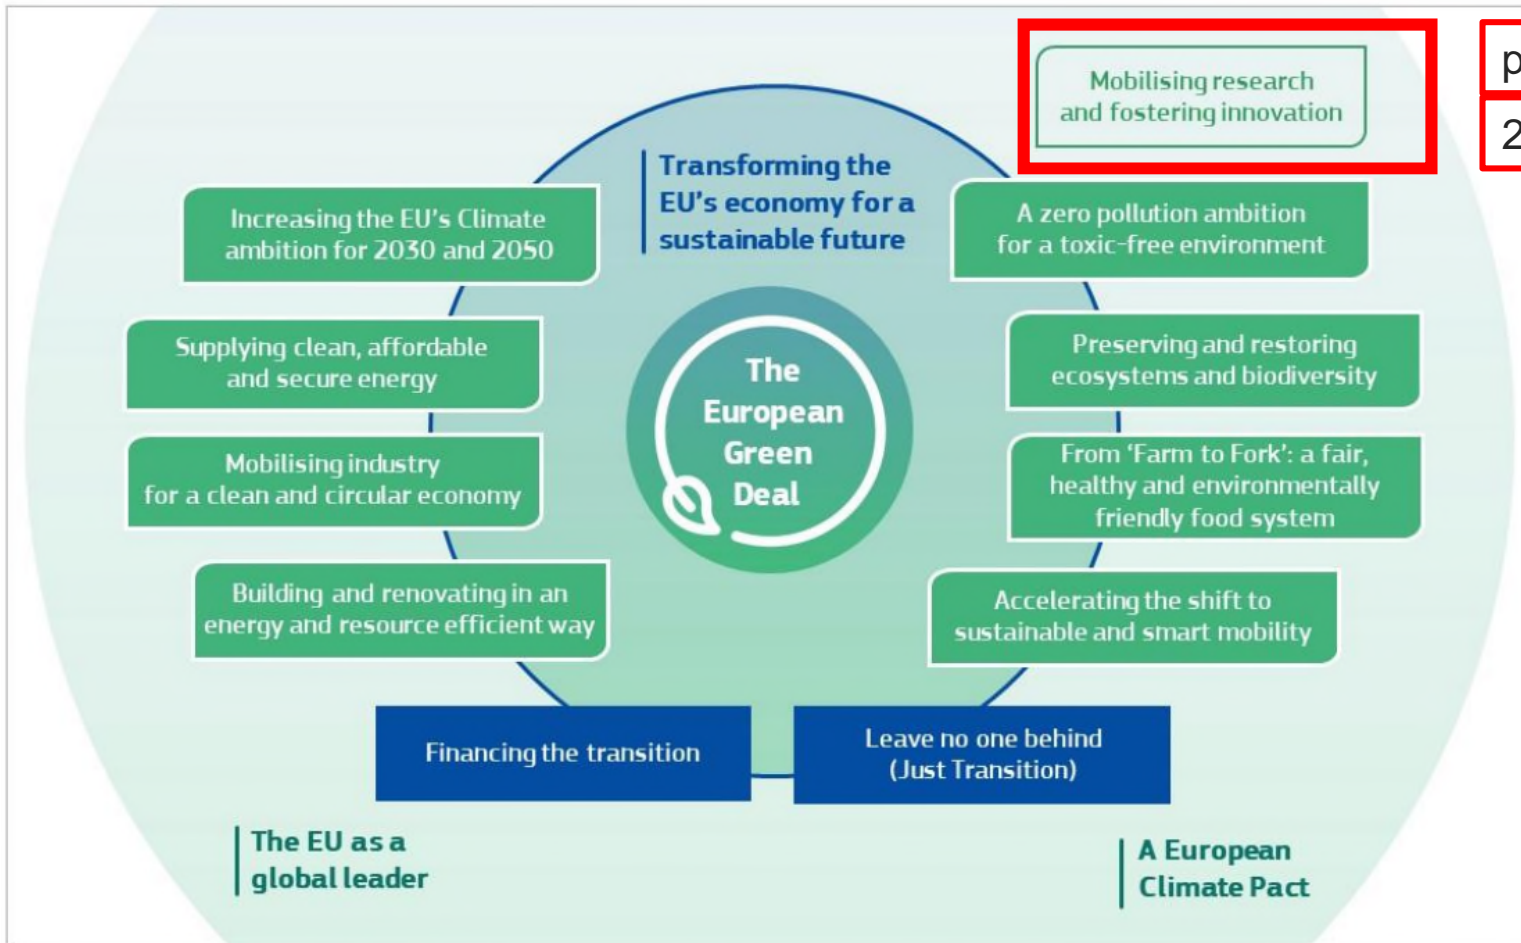 Mobilising research
and fostering innovation
p
2
Transforming the
EU's economy for a
sustainable future
Increasing the EU's Climate
ambition for 2030 and 2050
A zero pollution ambition
for a toxic-free environment
Supplying clean, affordable
and secure energy
Preserving and restoring
ecosystems and biodiversity
The
European
Green
Deal
Mobilising industry
for a clean and circular economy
From ‘Farm to Fork’: a fair,
healthy and environmentally
friendly food system
Building and renovating in an
energy and resource efficient way
Accelerating the shift to
sustainable and smart mobility
Financing the transition
Leave no one behind
(Just Transition)
The EU as a
global leader
A European
Climate Pact